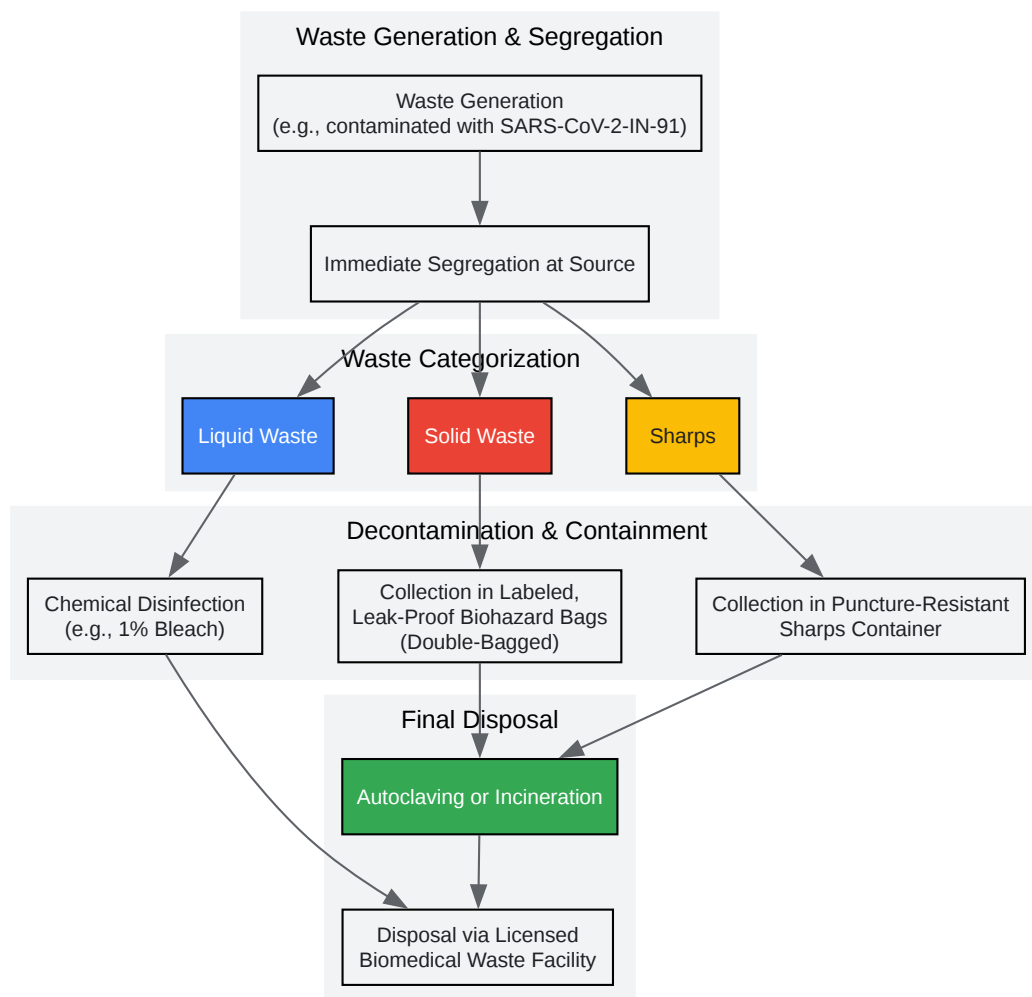 Waste Generation & Segregation
Waste Generation
(e.g., contaminated with SARS-CoV-2-IN-91)
Immediate Segregation at Source
Waste Categorization
Liquid Waste
Solid Waste
Sharps
Decontamination & Containment
Chemical Disinfection
(e.g., 1% Bleach)
Collection in Labeled,
Leak-Proof Biohazard Bags
(Double-Bagged)
Collection in Puncture-Resistant
Sharps Container
Final Disposal
Autoclaving or Incineration
Disposal via Licensed
Biomedical Waste Facility